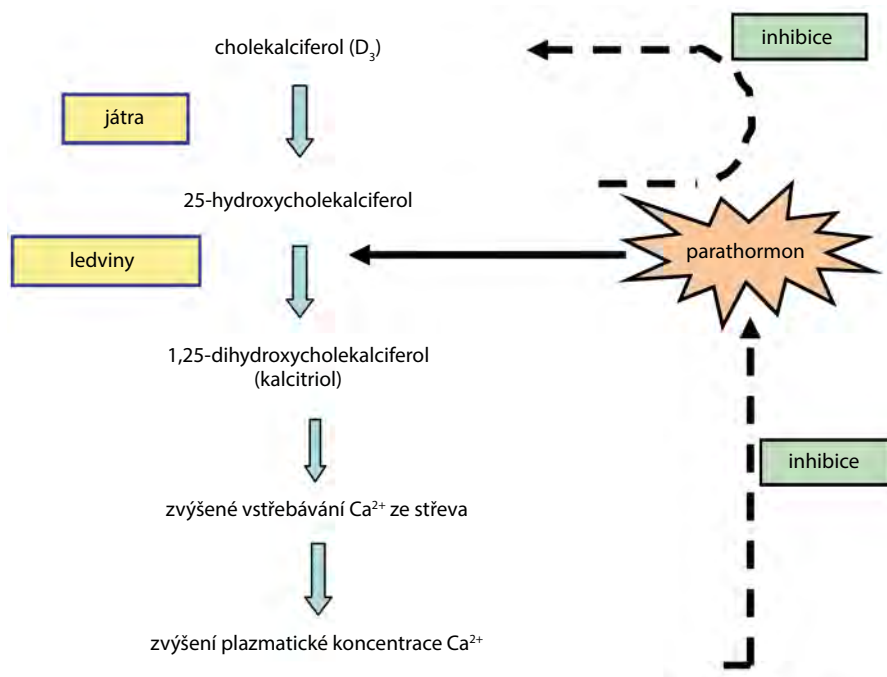 cholekalciferol (D3)
inhibice
játra
25-hydroxycholekalciferol
ledviny
parathormon
1,25-dihydroxycholekalciferol
(kalcitriol)
inhibice
zvýšené vstřebávání Ca2+ ze střeva
zvýšení plazmatické koncentrace Ca2+